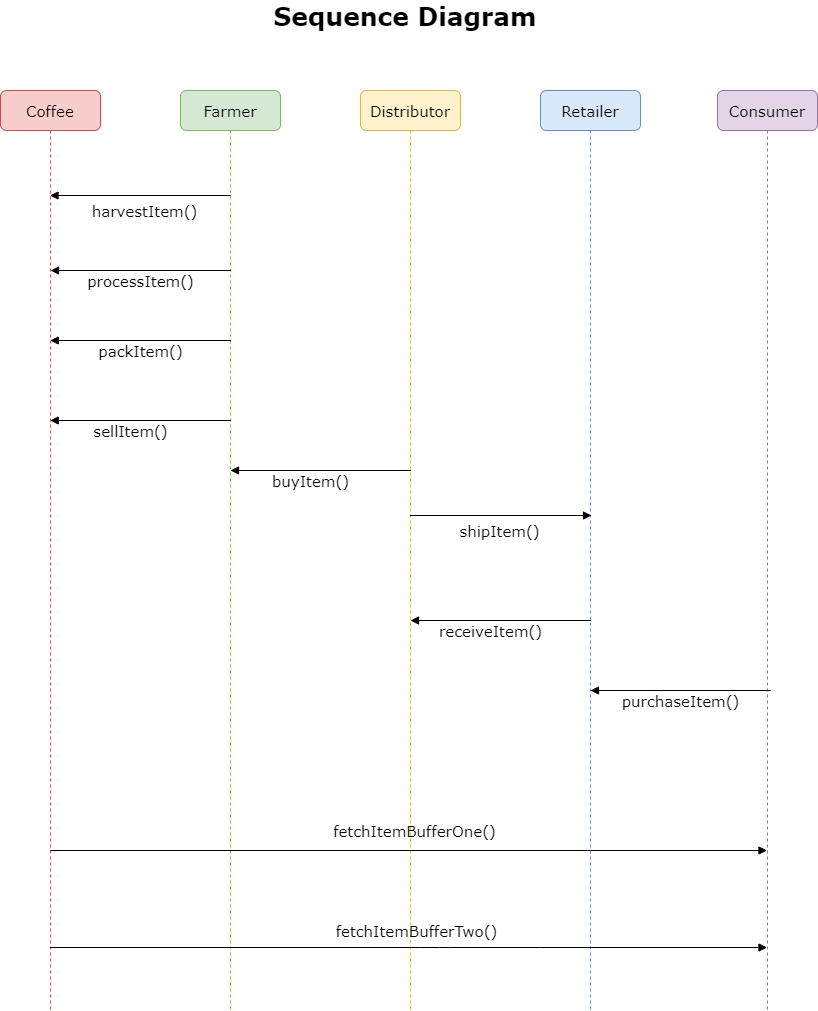 Sequence Diagram
Coffee
Farmer
Distributor
Retailer
Consumer
harvestItem()
processItem()
packItem()
sellItem()
buyItem()
shipItem()
receiveItem()
purchaseItem()
fetchItemBufferOne()
fetchItemBufferTwo()